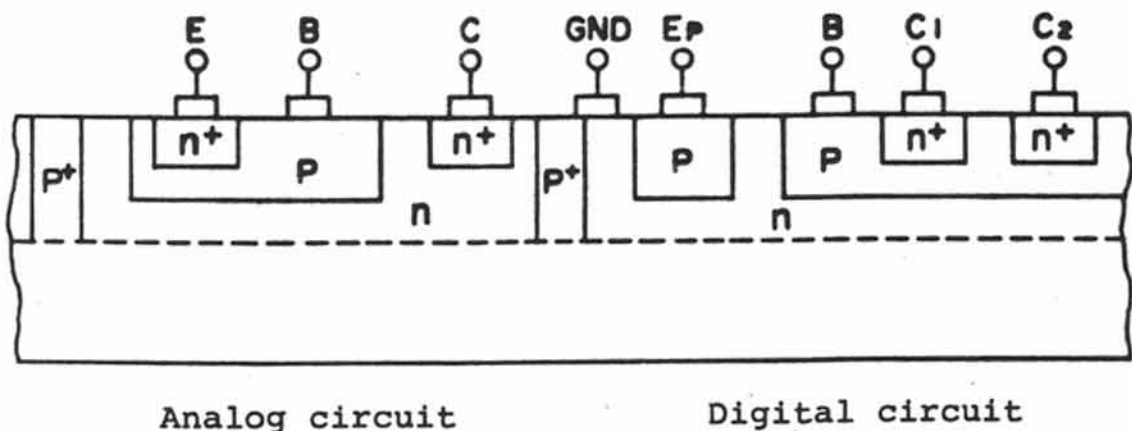 E B C GND EP B C1 C2
n+ n+ n+ n+
P+ P P+ P P
n n
Analog circuit Digital circuit